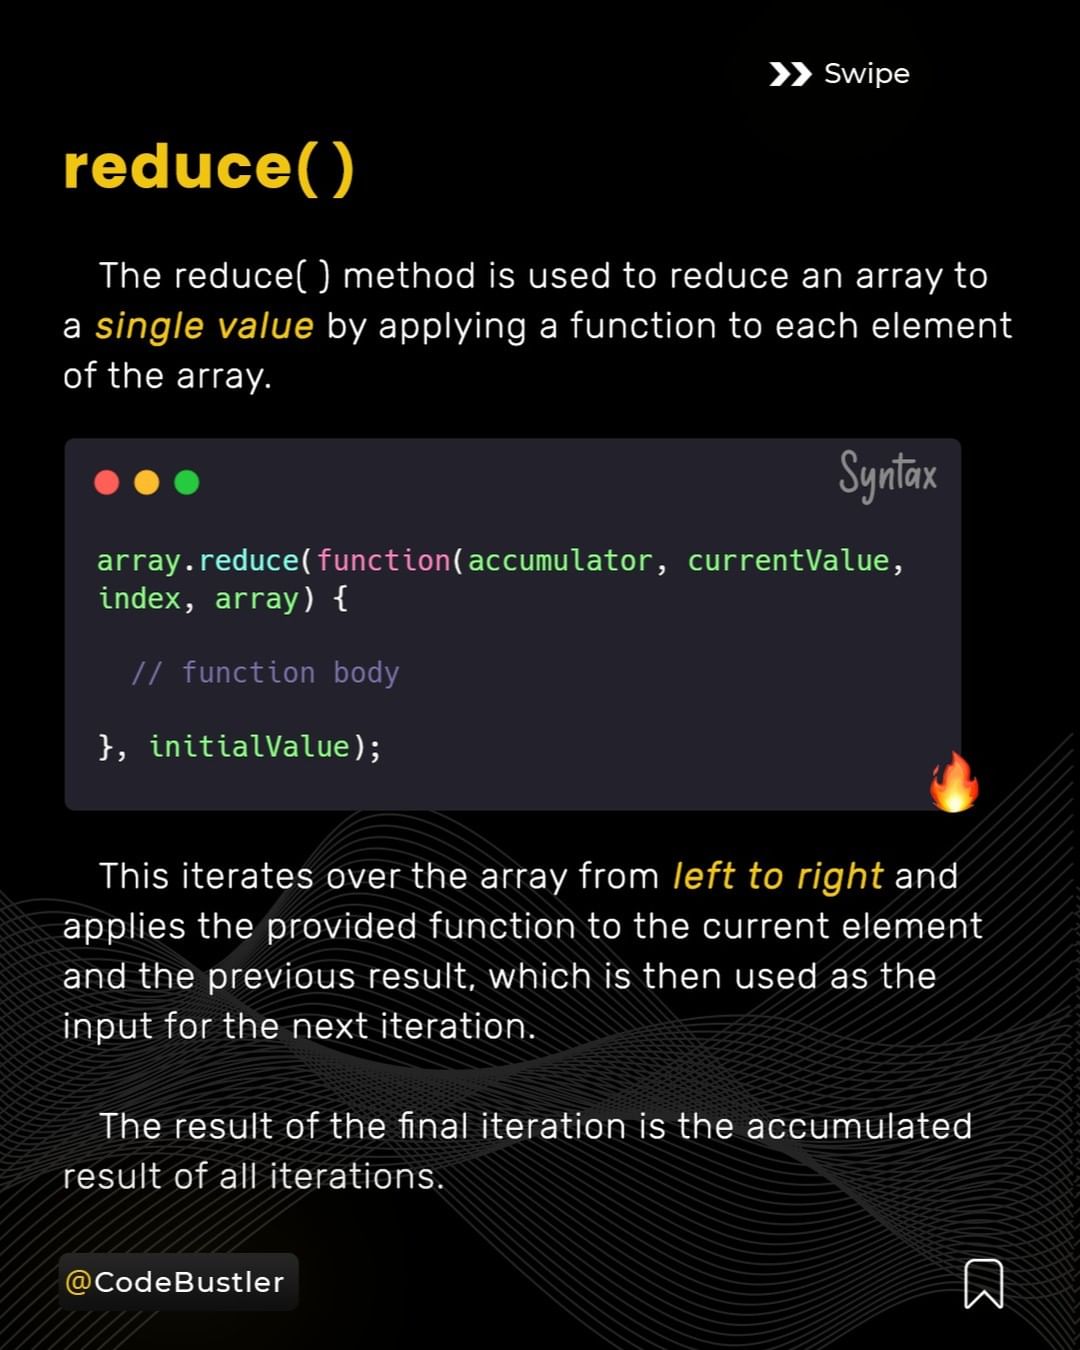 Swipe
reduce( )
The reduce( ) method is used to reduce an array to
a single value by applying a function to each element
of the array.
Syntax
array.reduce(function(accumulator, currentValue,
index, array) {
// function body
}, initialValue);
This iterates over the array from left to right and
applies the provided function to the current element
and the previous result, which is then used as the
input for the next iteration.
The result of the final iteration is the accumulated
result of all iterations.
@CodeBustler